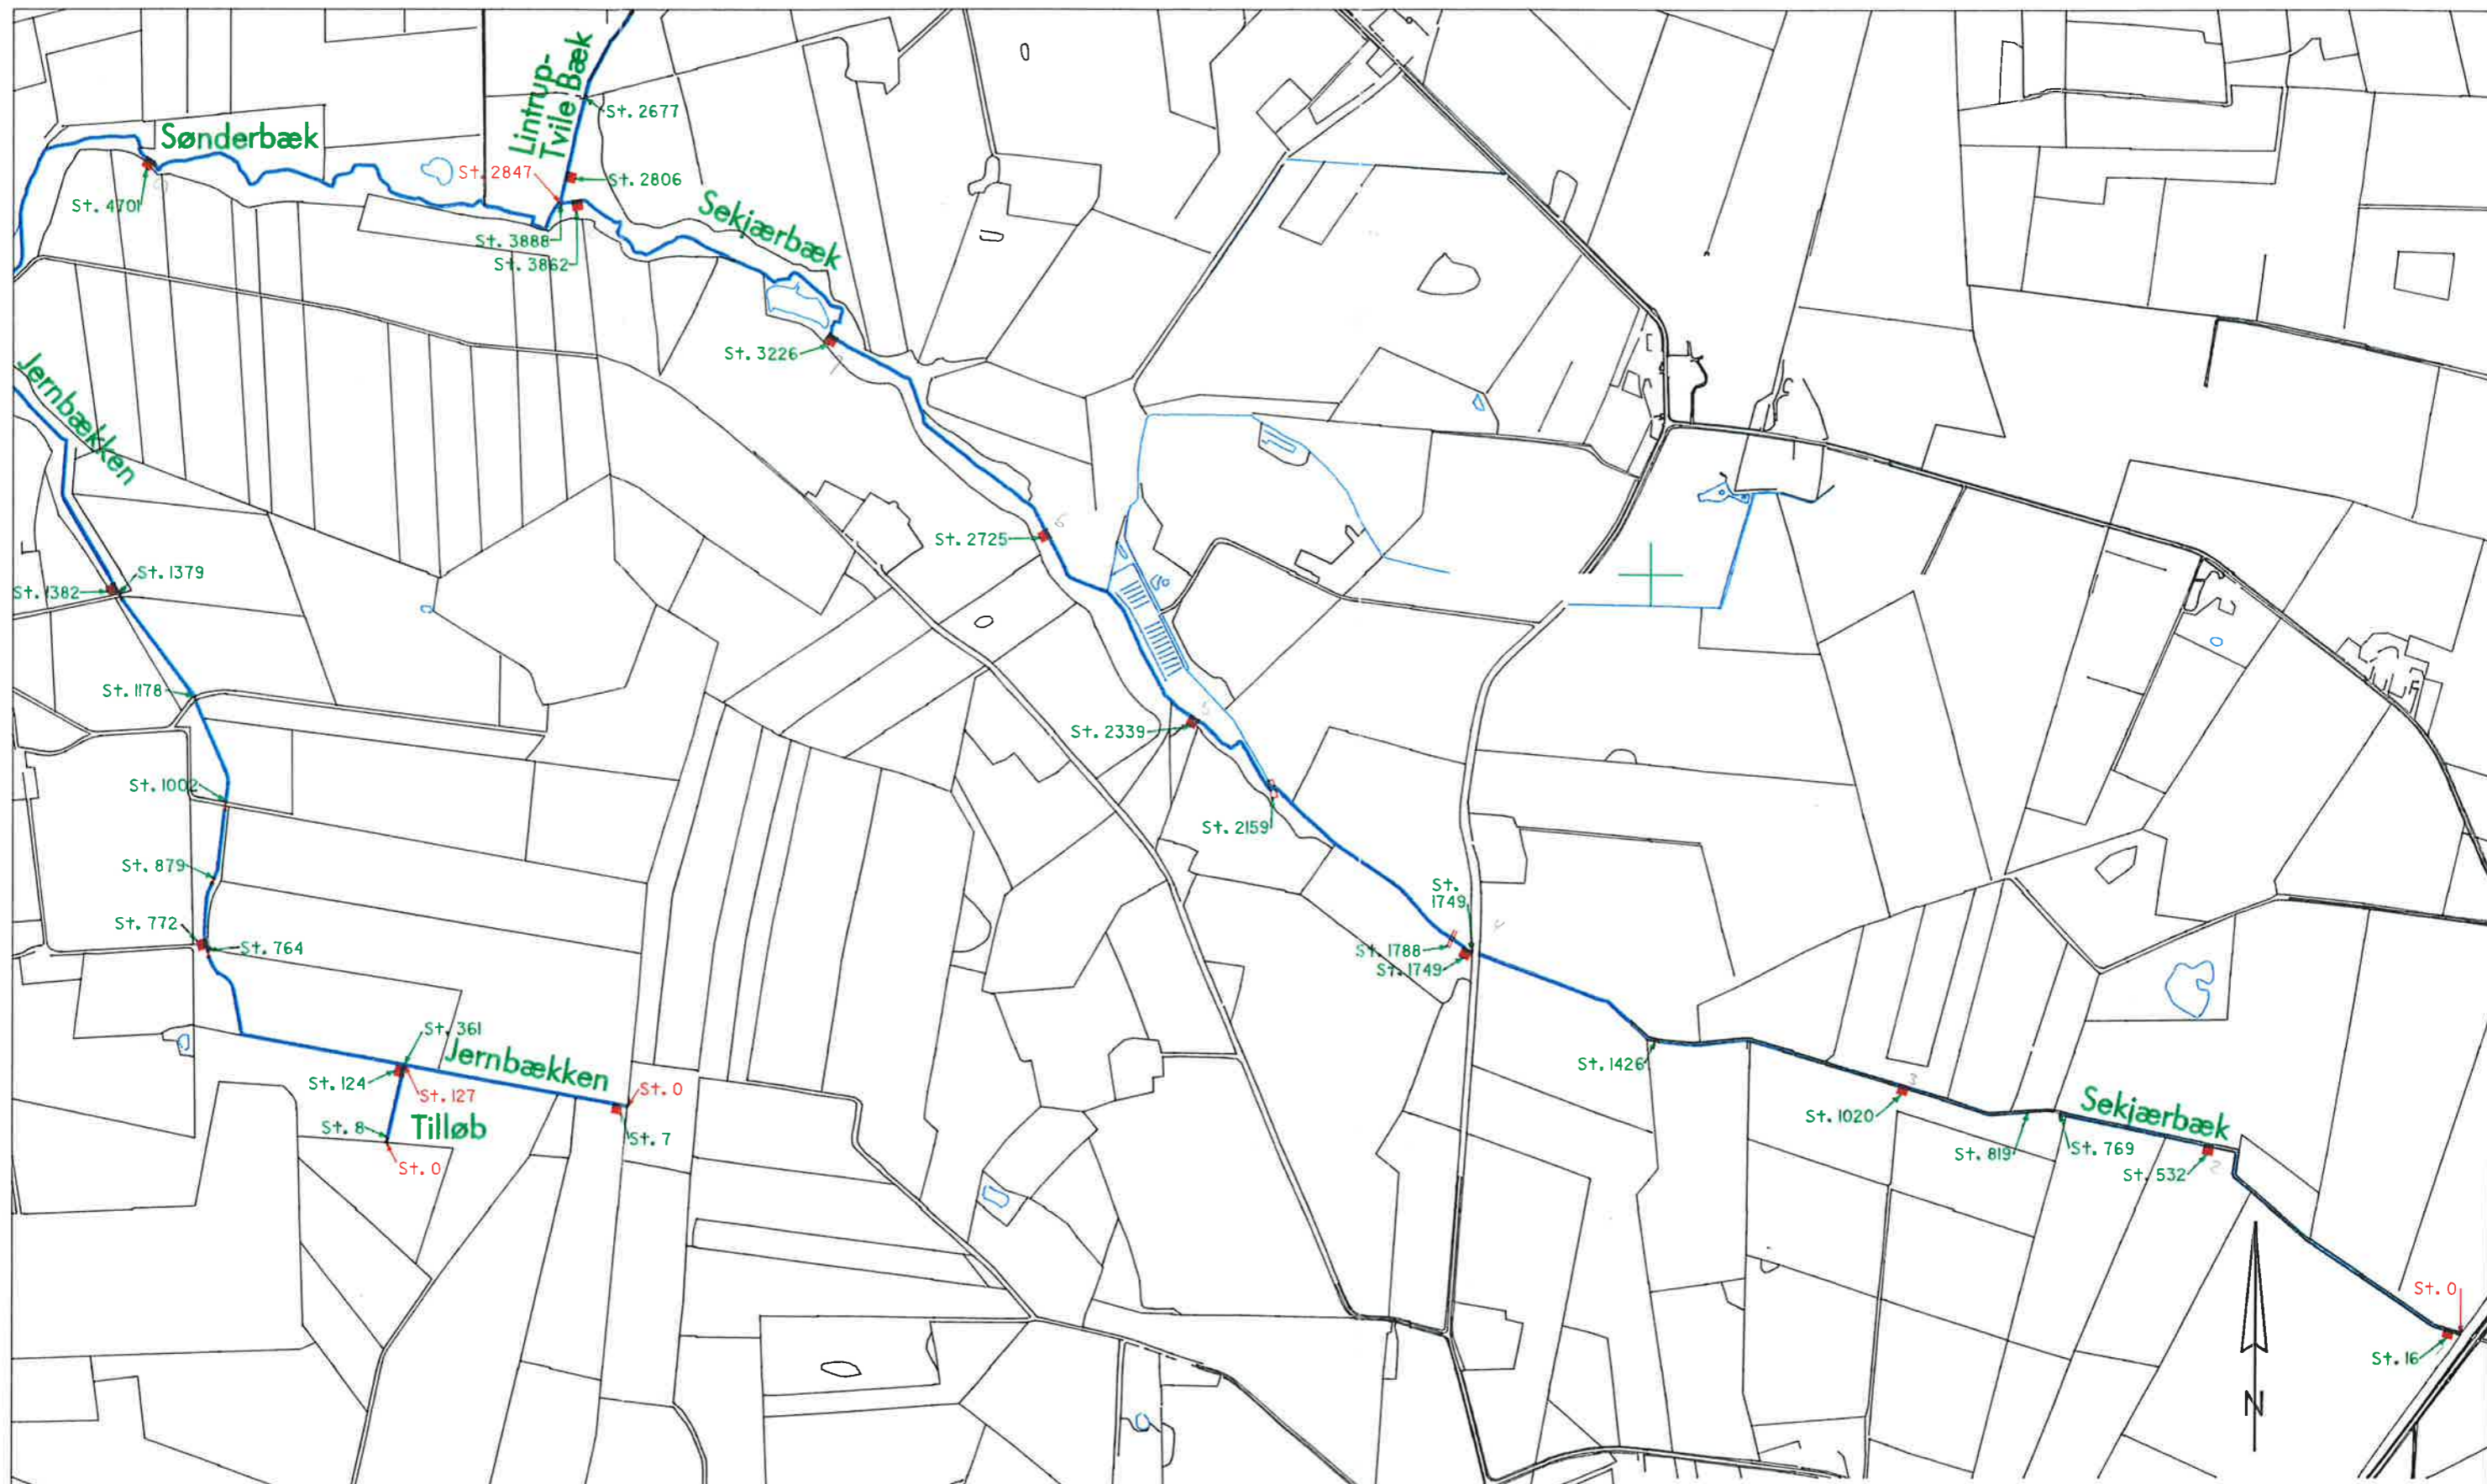 Lintrup-
Tvile Bæk
St. 2677
Sønderbæk
St. 2847
St. 2806
St. 4701
Sekjærbæk
St. 3888
St. 3862
St. 3226
Jernbækken
St. 2725
St. 1379
St. 1382
St. 1178
5
St. 2339
St. 1002
St. 2159
St. 879
St.
1749
St. 772
St. 764
St. 1788
St. 1749
St. 361
Jernbækken
St. 1426
St. 124
St. 127
St. 0
3
St. 1020
Sekjærbæk
St. 8
Tilløb
St. 7
St. 819
St. 769
St. 0
St. 532
2
St. 0
St. 16
N
6